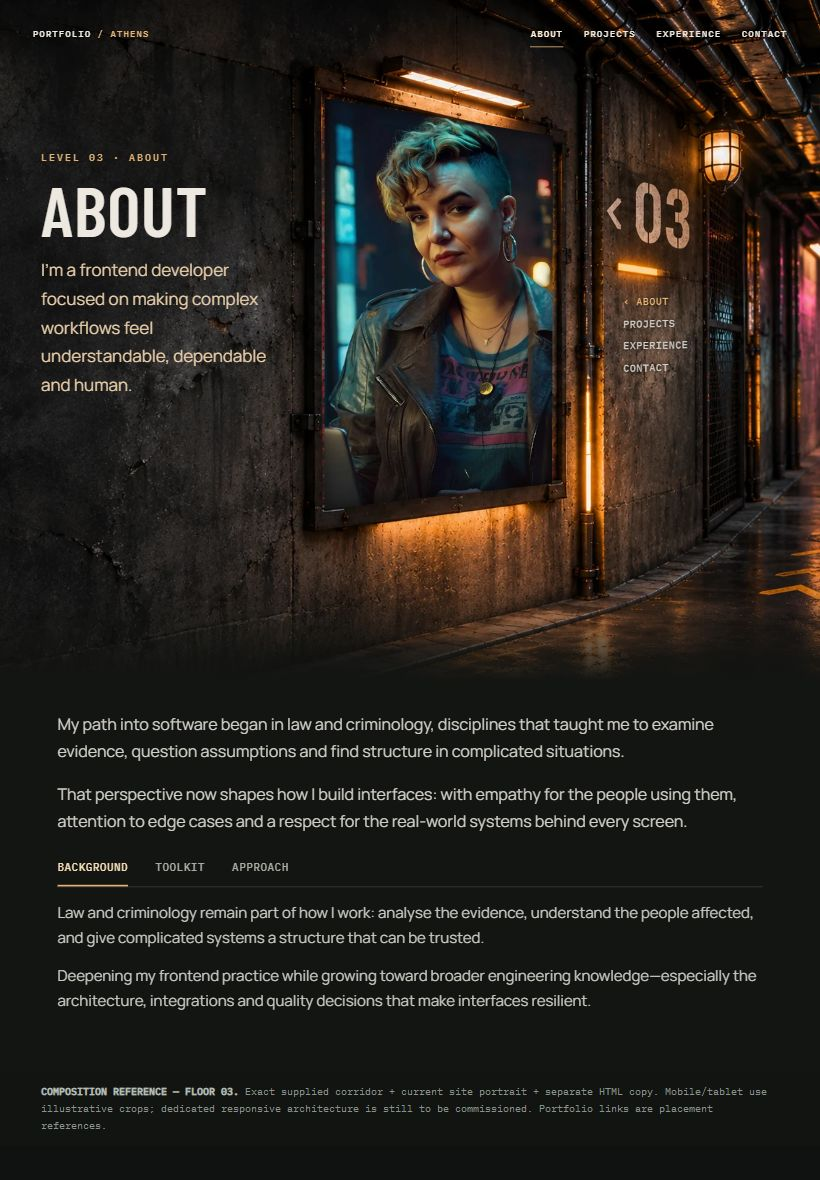 PORTFOLIO / ATHENS
ABOUT PROJECTS EXPERIENCE CONTACT
LEVEL 03 · ABOUT
ABOUT
I'm a frontend developer
focused on making complex
workflows feel
understandable, dependable
and human.
< 03
‹ ABOUT
PROJECTS
EXPERIENCE
CONTACT
My path into software began in law and criminology, disciplines that taught me to examine
evidence, question assumptions and find structure in complicated situations.
That perspective now shapes how I build interfaces: with empathy for the people using them,
attention to edge cases and a respect for the real-world systems behind every screen.
BACKGROUND TOOLKIT APPROACH
Law and criminology remain part of how I work: analyse the evidence, understand the people affected,
and give complicated systems a structure that can be trusted.
Deepening my frontend practice while growing toward broader engineering knowledge—especially the
architecture, integrations and quality decisions that make interfaces resilient.
COMPOSITION REFERENCE — FLOOR 03. Exact supplied corridor + current site portrait + separate HTML copy. Mobile/tablet use
illustrative crops; dedicated responsive architecture is still to be commissioned. Portfolio links are placement
references.